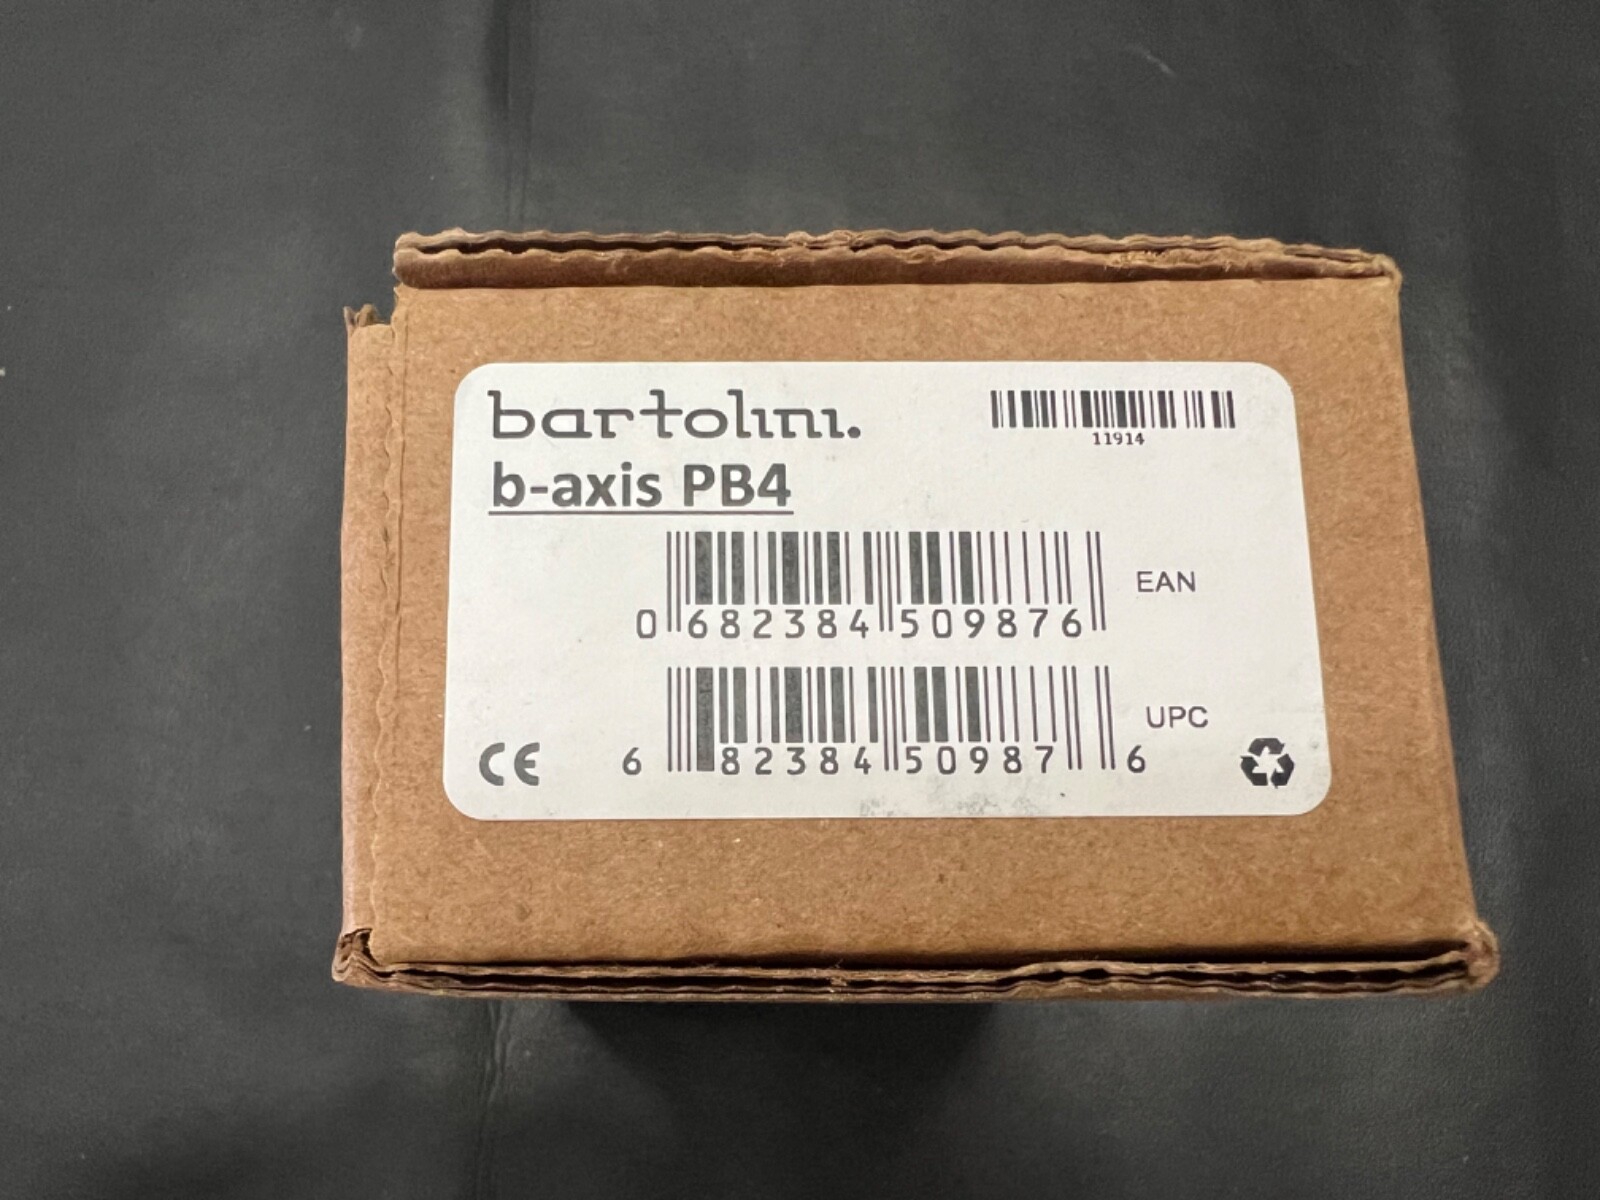 bartolini.
11914
b-axis PB4
0 682384 509876
EAN
6 82384 50987 6
UPC
CE